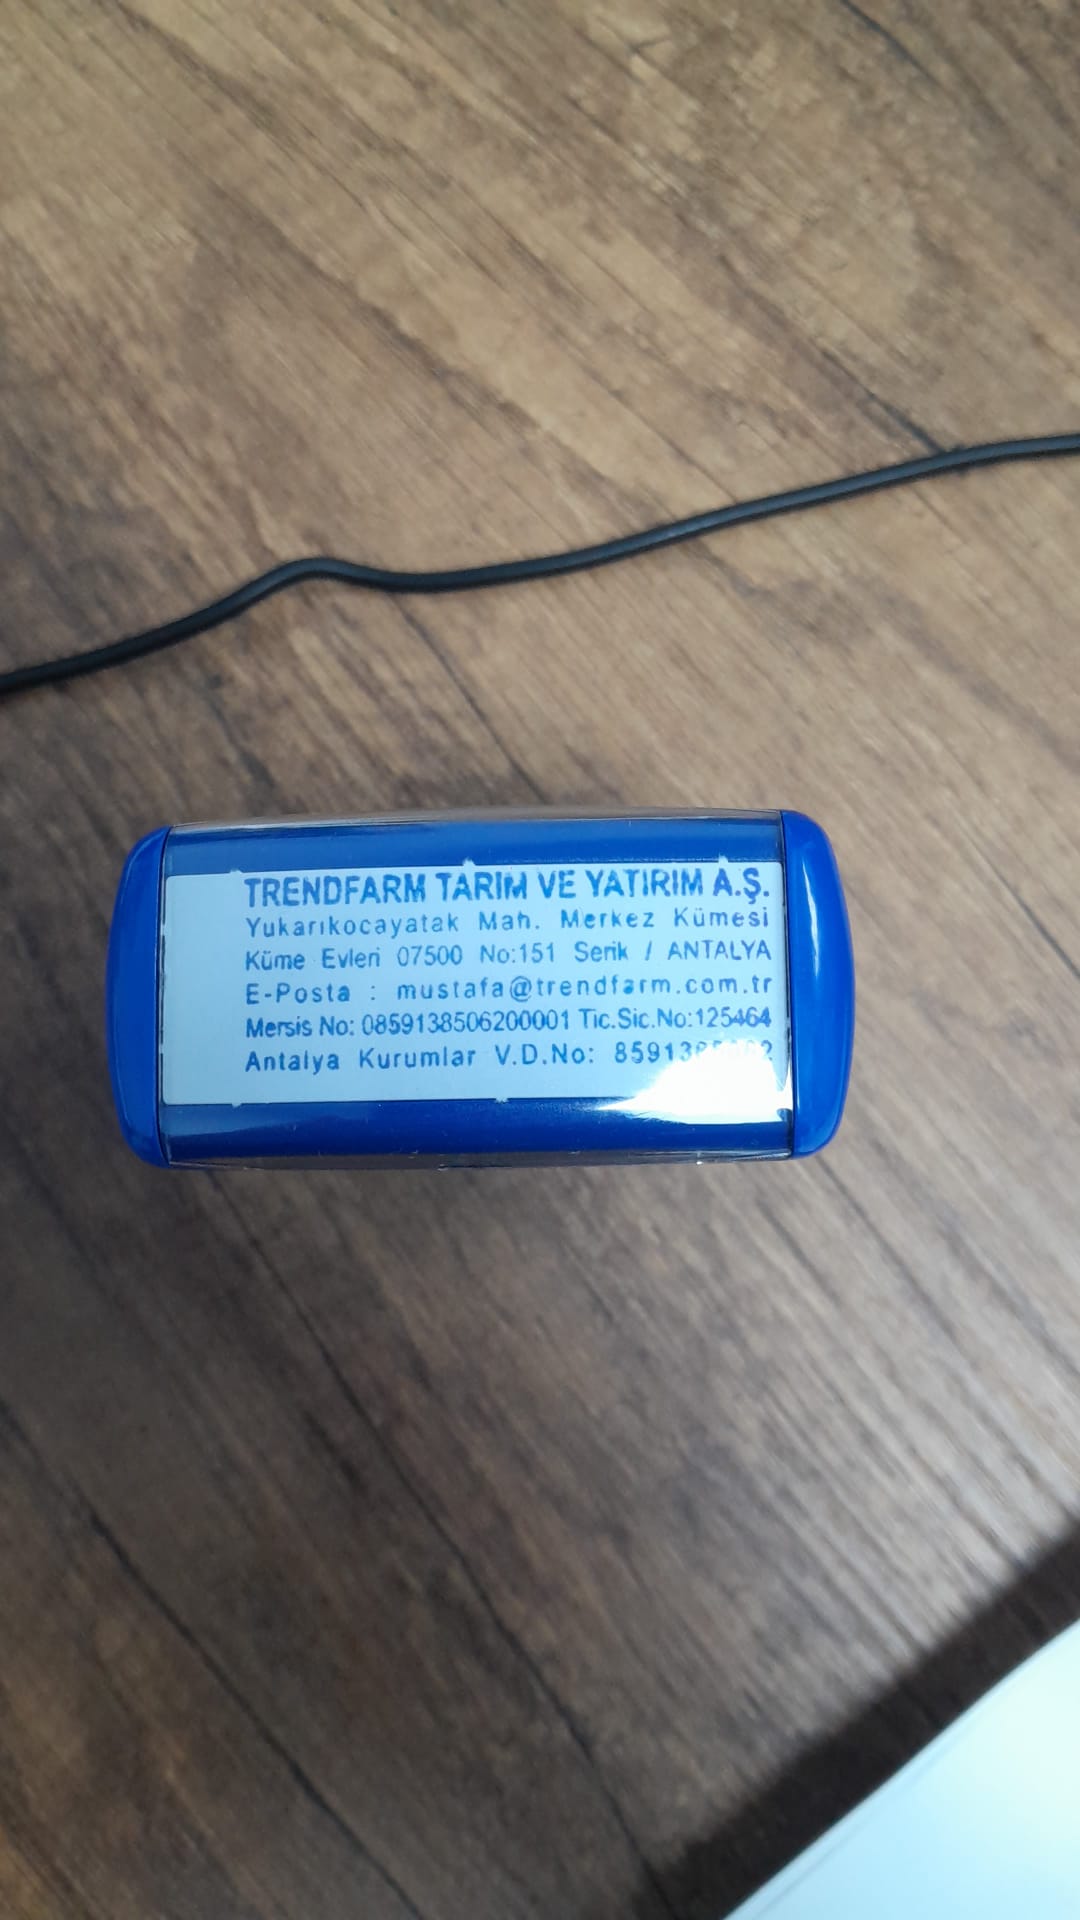 TRENDFARM TARIM VE YATIRIM A.Ş.
Yukarıkocayatak Mah. Merkez Kümesi
Küme Evleri 07500 No:151 Serik / ANTALYA
E-Posta : mustafa@trendfarm.com.tr
Mersis No: 0859138506200001 Tic.Sic.No:125464
Antalya Kurumlar V.D.No: